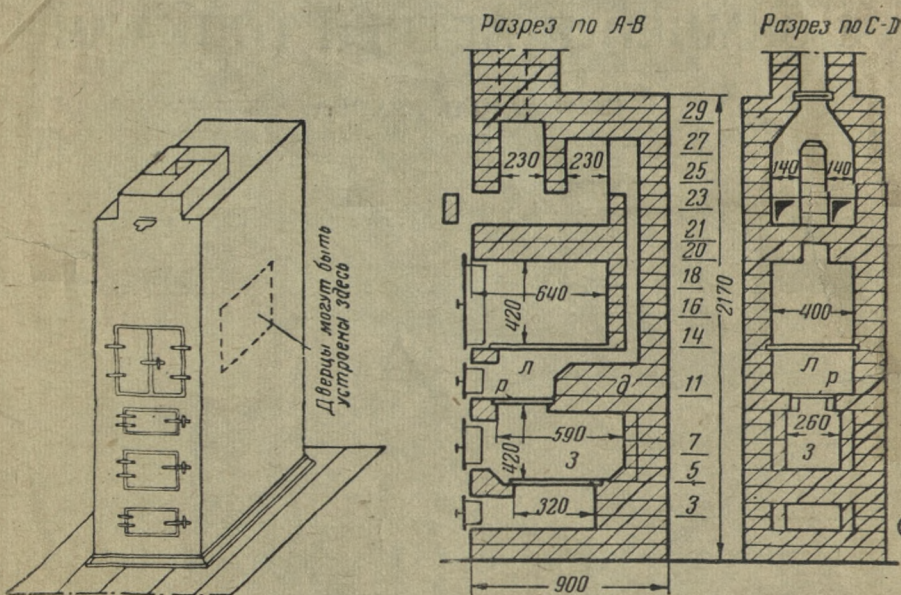 Разрез по А-В
Разрез по С-D
Дверцы могут быть
устроены здесь
230
230
640
420
Л
Р
д
590
420
З
320
900
29
27
25
23
21
20
18
16
14
11
7
5
3
2170
140
140
400
Л
Р
260
З